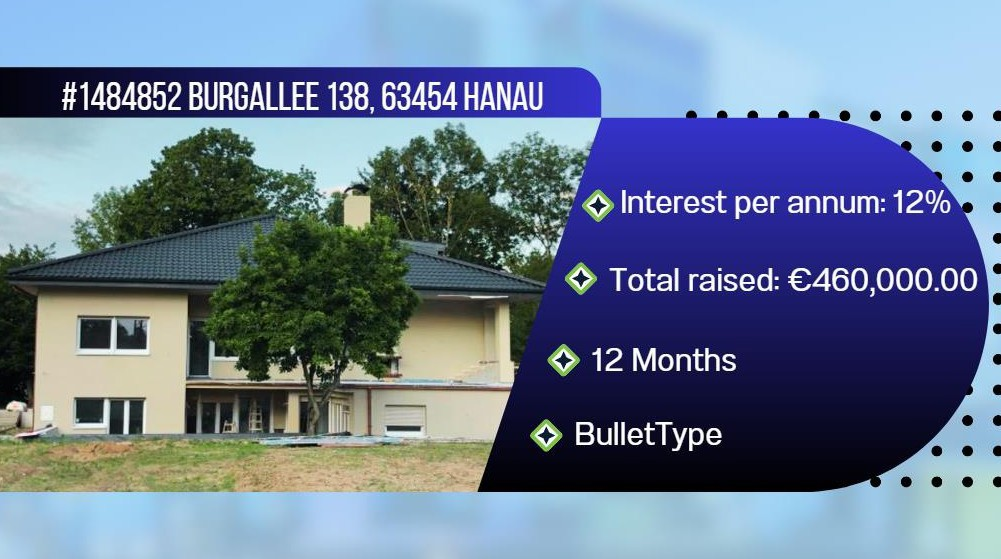 #1484852 BURGALLEE 138, 63454 HANAU
Interest per annum: 12%
Total raised: €460,000.00
12 Months
BulletType